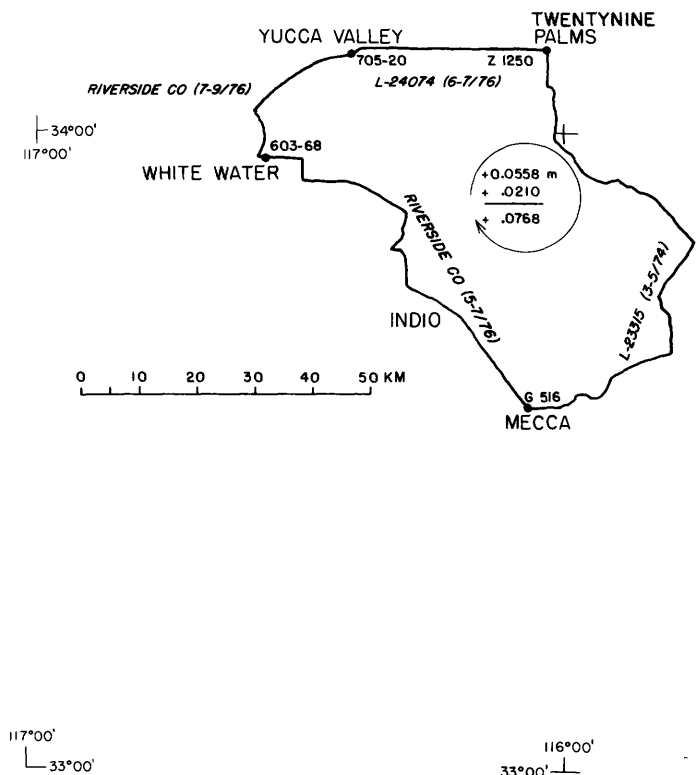 TWENTYNINE
PALMS
YUCCA VALLEY
705-20
Z 1250
L-24074 (6-7/76)
RIVERSIDE CO (7-9/76)
34°00'
117°00'
603-68
WHITE WATER
+0.0558 m
+ .0210
+ .0768
RIVERSIDE CO (5-7/76)
L-23315 (3-5/74)
INDIO
0 10 20 30 40 50 KM
G 516
MECCA
117°00'
33°00'
116°00'
33°00'